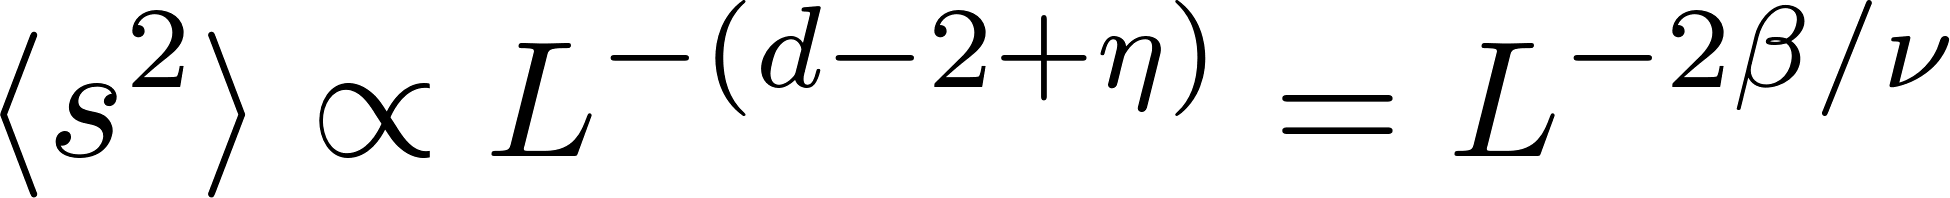 ⟨s²⟩ ∝ L^{−(d−2+η)} = L^{−2β/ν}